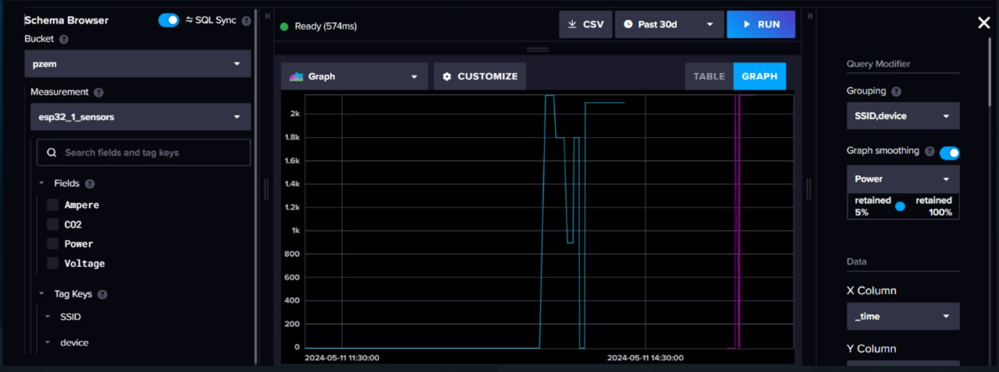 Schema Browser
SQL Sync
Bucket
pzem
Measurement
esp32_1_sensors
Search fields and tag keys
Fields
Ampere
CO2
Power
Voltage
Tag Keys
SSID
device
Ready (574ms)
CSV
Past 30d
RUN
Graph
CUSTOMIZE
TABLE
GRAPH
2k
1.8k
1.6k
1.4k
1.2k
1k
800
600
400
200
0
2024-05-11 11:30:00
2024-05-11 14:30:00
Query Modifier
Grouping
SSID,device
Graph smoothing
Power
retained 5%
retained 100%
Data
X Column
_time
Y Column